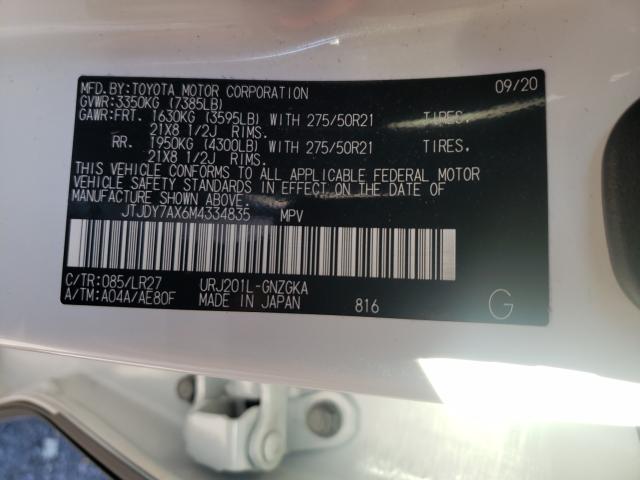 MFD.BY:TOYOTA MOTOR CORPORATION 09/20
GVWR:3350KG (7385LB)
GAWR:FRT. 1630KG (3595LB) WITH 275/50R21 TIRES,
21X8 1/2J RIMS.
RR. 1950KG (4300LB) WITH 275/50R21 TIRES,
21X8 1/2J RIMS.
THIS VEHICLE CONFORMS TO ALL APPLICABLE FEDERAL MOTOR
VEHICLE SAFETY STANDARDS IN EFFECT ON THE DATE OF
MANUFACTURE SHOWN ABOVE.
JTJDY7AX6M4334835 MPV
C/TR:085/LR27 URJ201L-GNZGKA
A/TM:A04A/AE80F MADE IN JAPAN 816 G